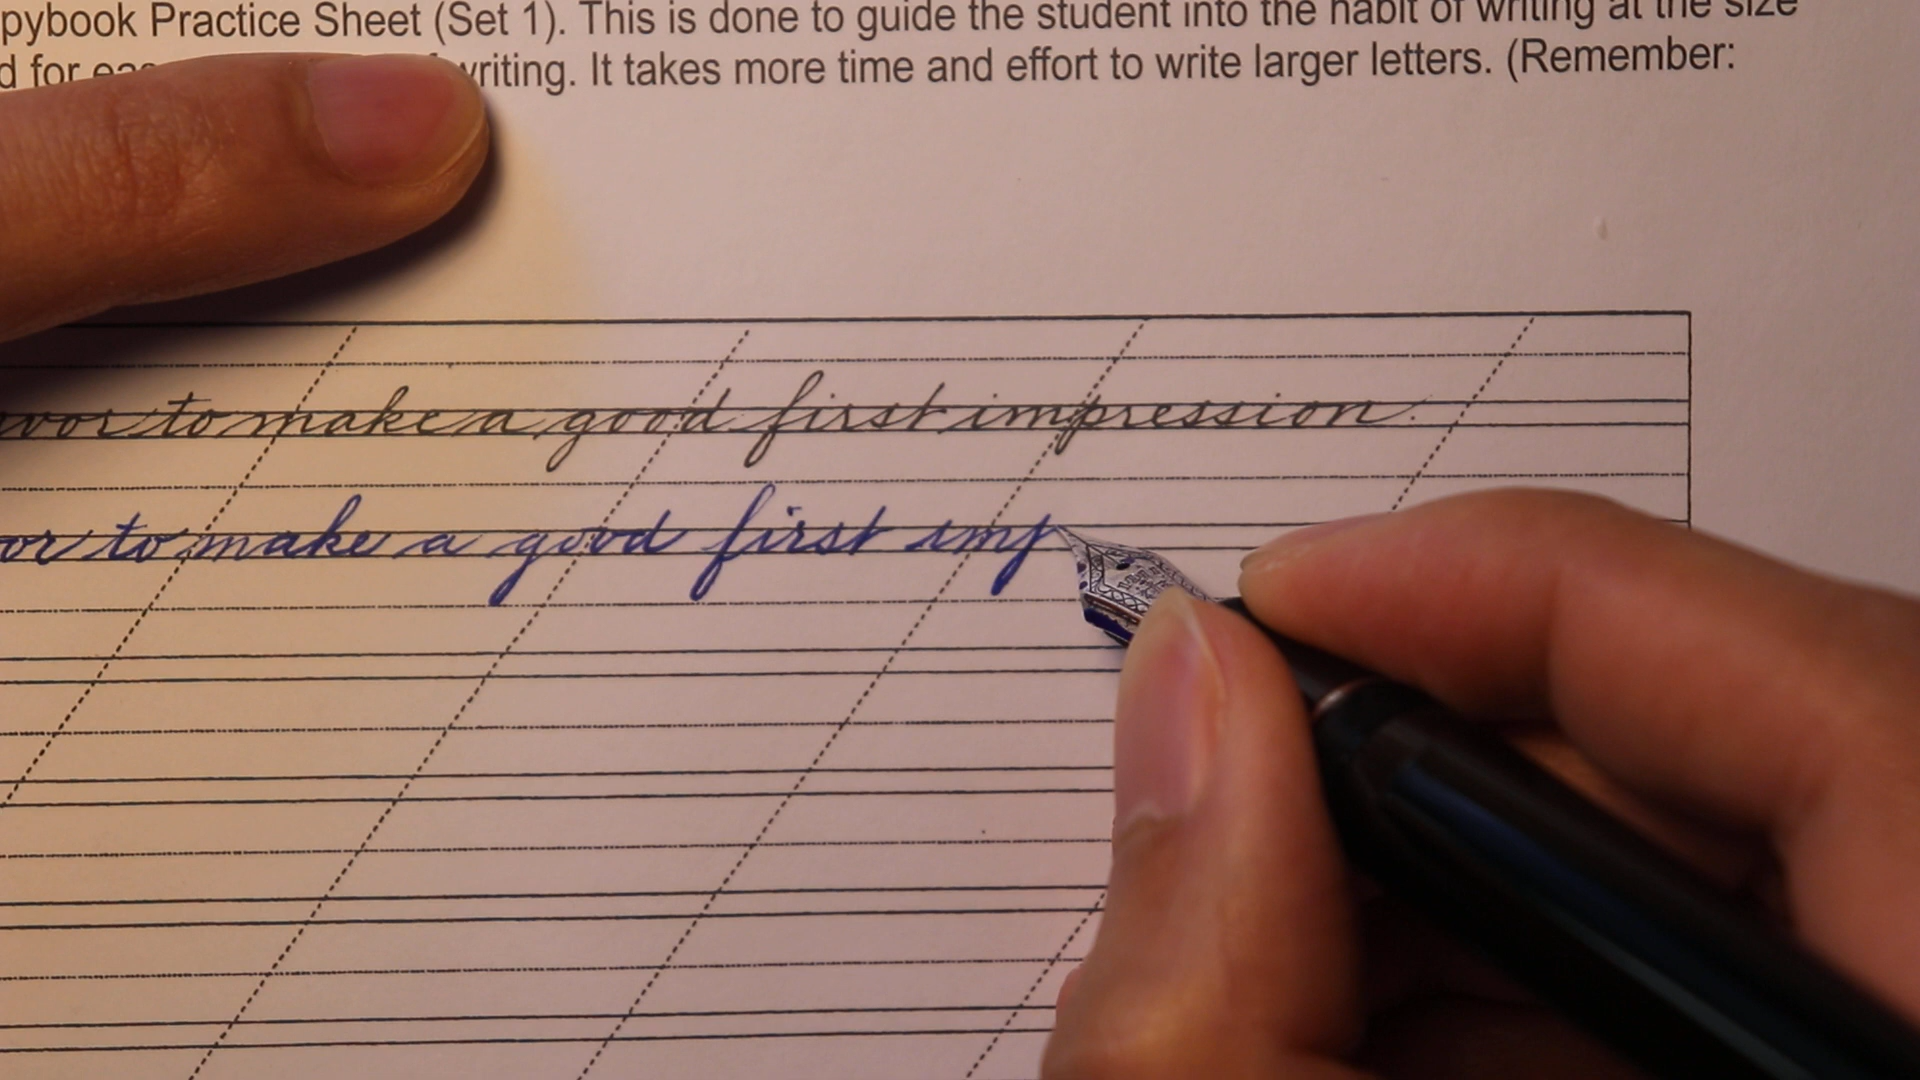 pybook Practice Sheet (Set 1). This is done to guide the student into the habit of writing at the size
d for writing. It takes more time and effort to write larger letters. (Remember:
vor to make a good first impression.
or to make a good first imp